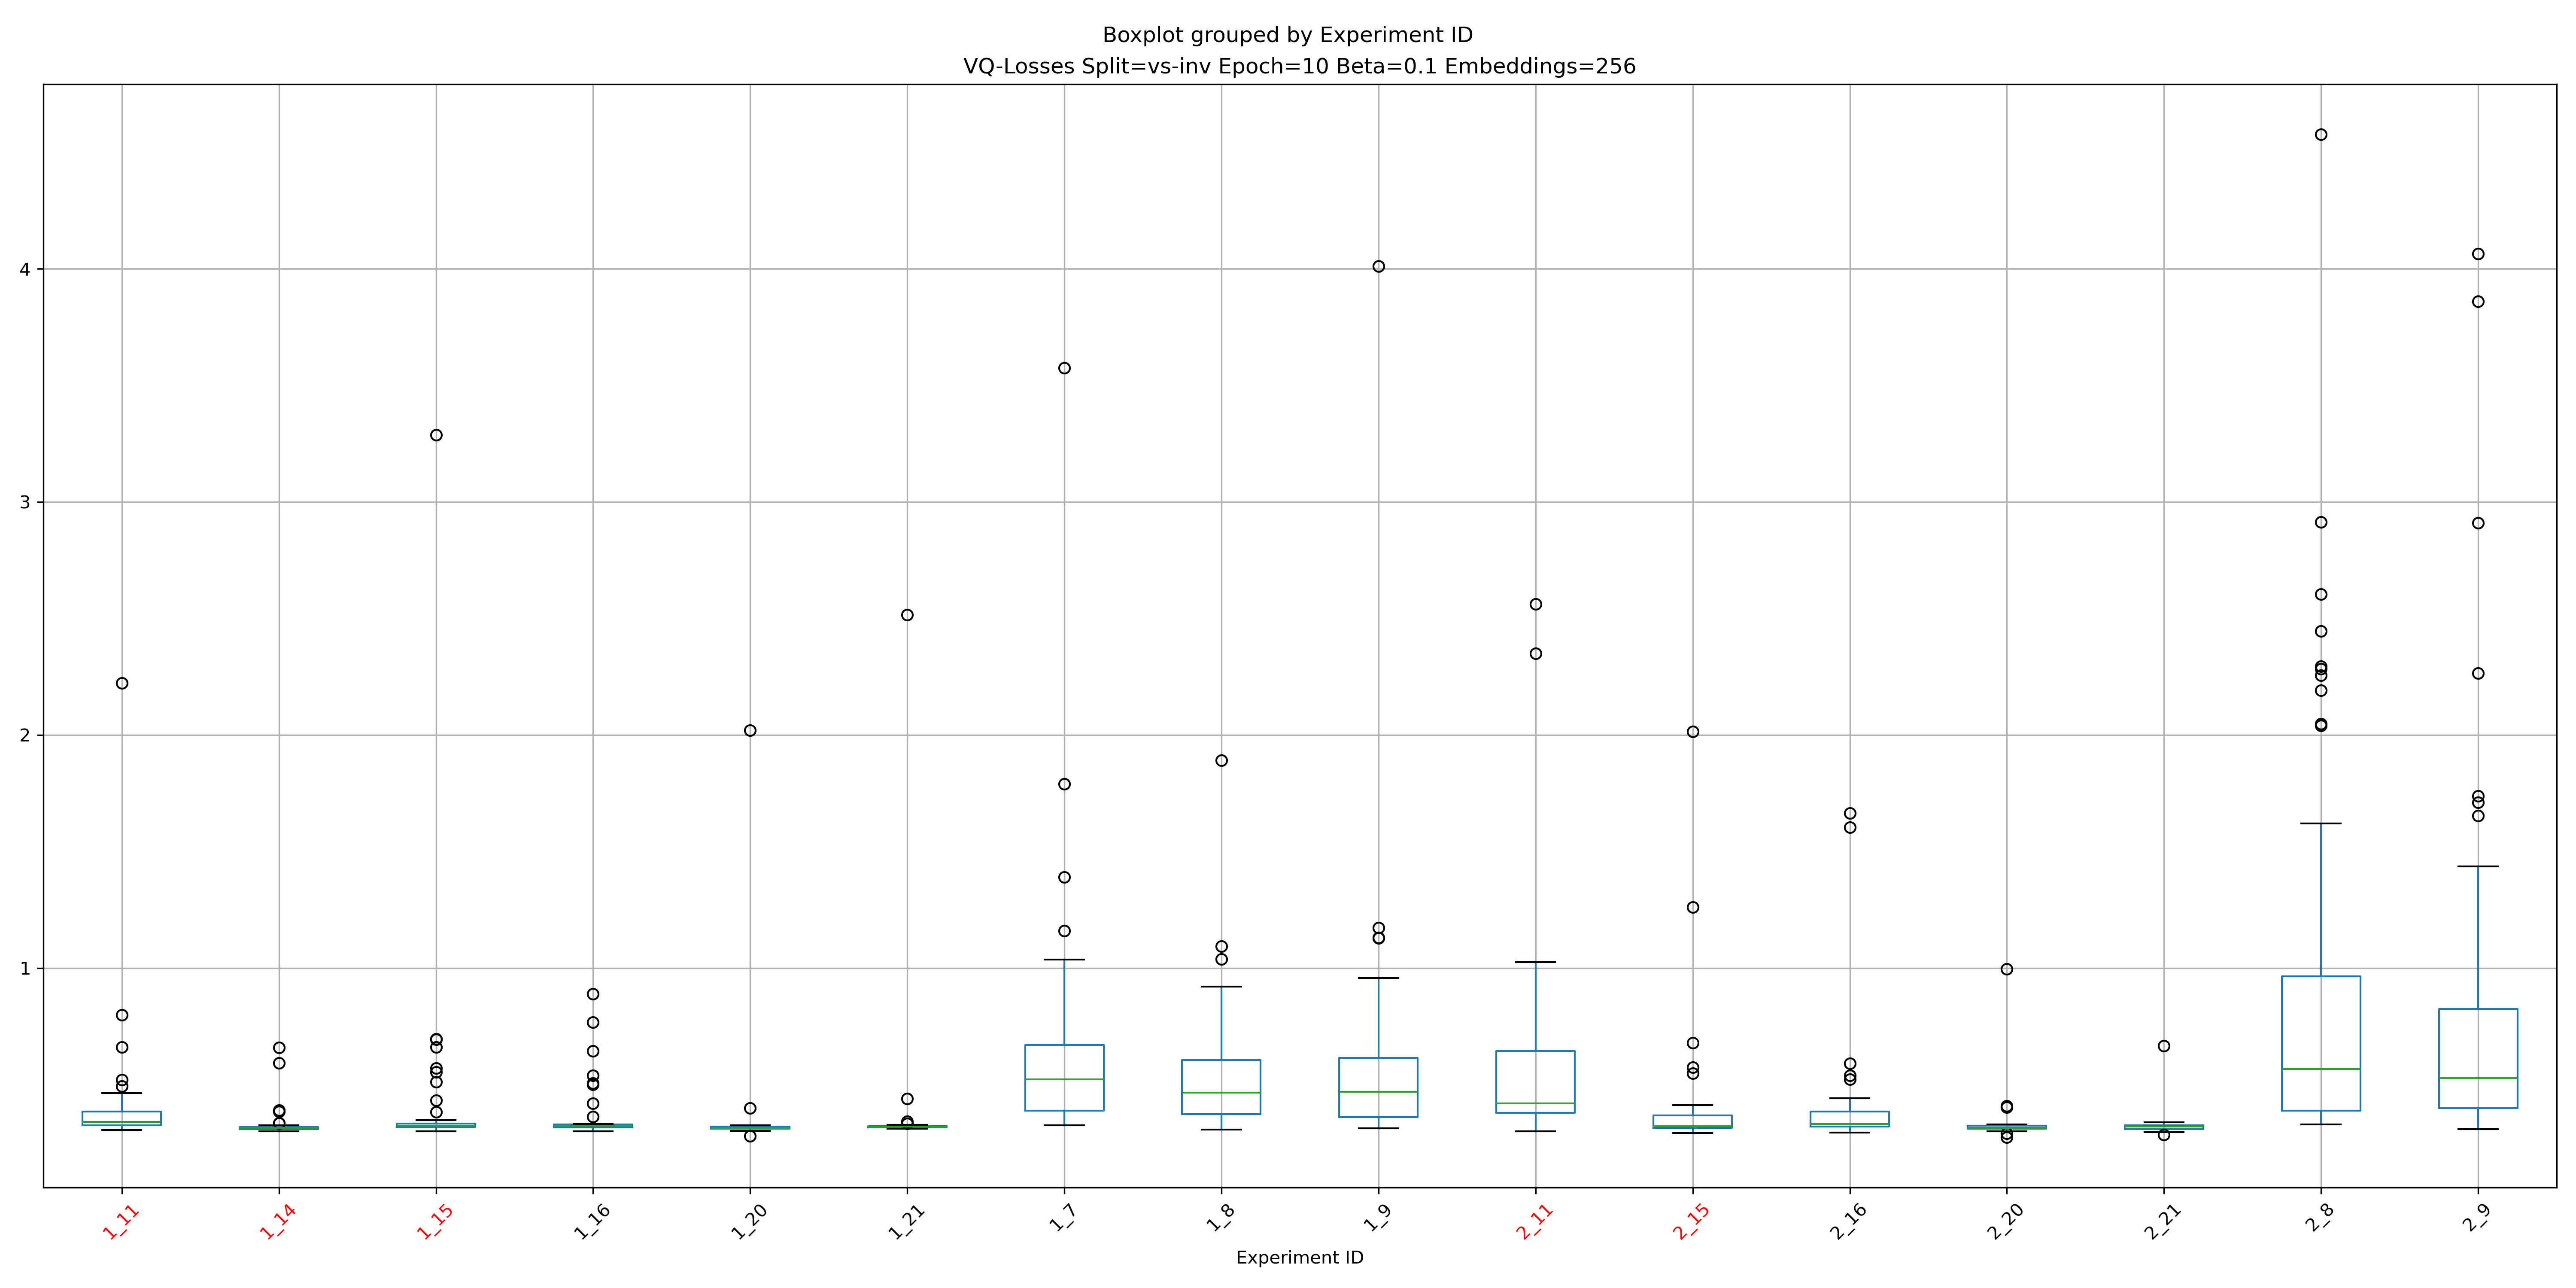 Boxplot grouped by Experiment ID
VQ-Losses Split=vs-inv Epoch=10 Beta=0.1 Embeddings=256
4
3
2
1
1_11 1_14 1_15 1_16 1_20 1_21 1_7 1_8 1_9 2_11 2_15 2_16 2_20 2_21 2_8 2_9
Experiment ID